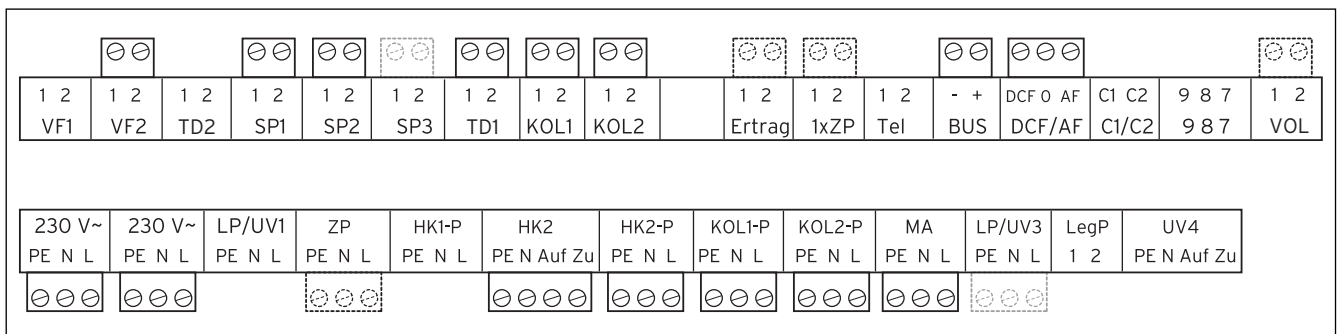 1 2 1 2 1 2 1 2 1 2 1 2 1 2 1 2 1 2 1 2 1 2 1 2 - + DCF O AF C1 C2 9 8 7 1 2
VF1 VF2 TD2 SP1 SP2 SP3 TD1 KOL1 KOL2 Ertrag 1xZP Tel BUS DCF/AF C1/C2 9 8 7 VOL
230 V~ 230 V~ LP/UV1 ZP HK1-P HK2 HK2-P KOL1-P KOL2-P MA LP/UV3 LegP UV4
PE N L PE N L PE N L PE N L PE N L PE N Auf Zu PE N L PE N L PE N L PE N L PE N L 1 2 PE N Auf Zu